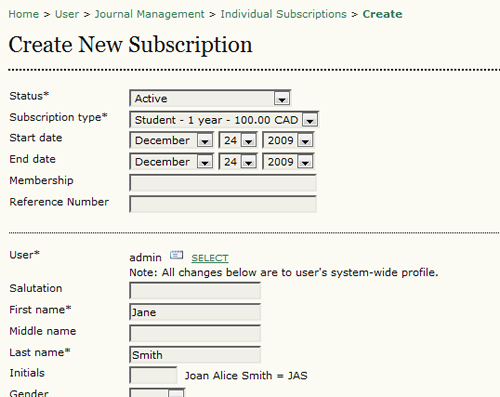 Home > User > Journal Management > Individual Subscriptions > Create
Create New Subscription
Status* Active
Subscription type* Student - 1 year - 100.00 CAD
Start date December 24 2009
End date December 24 2009
Membership
Reference Number
User* admin SELECT
Note: All changes below are to user's system-wide profile.
Salutation
First name* Jane
Middle name
Last name* Smith
Initials Joan Alice Smith = JAS
Gender